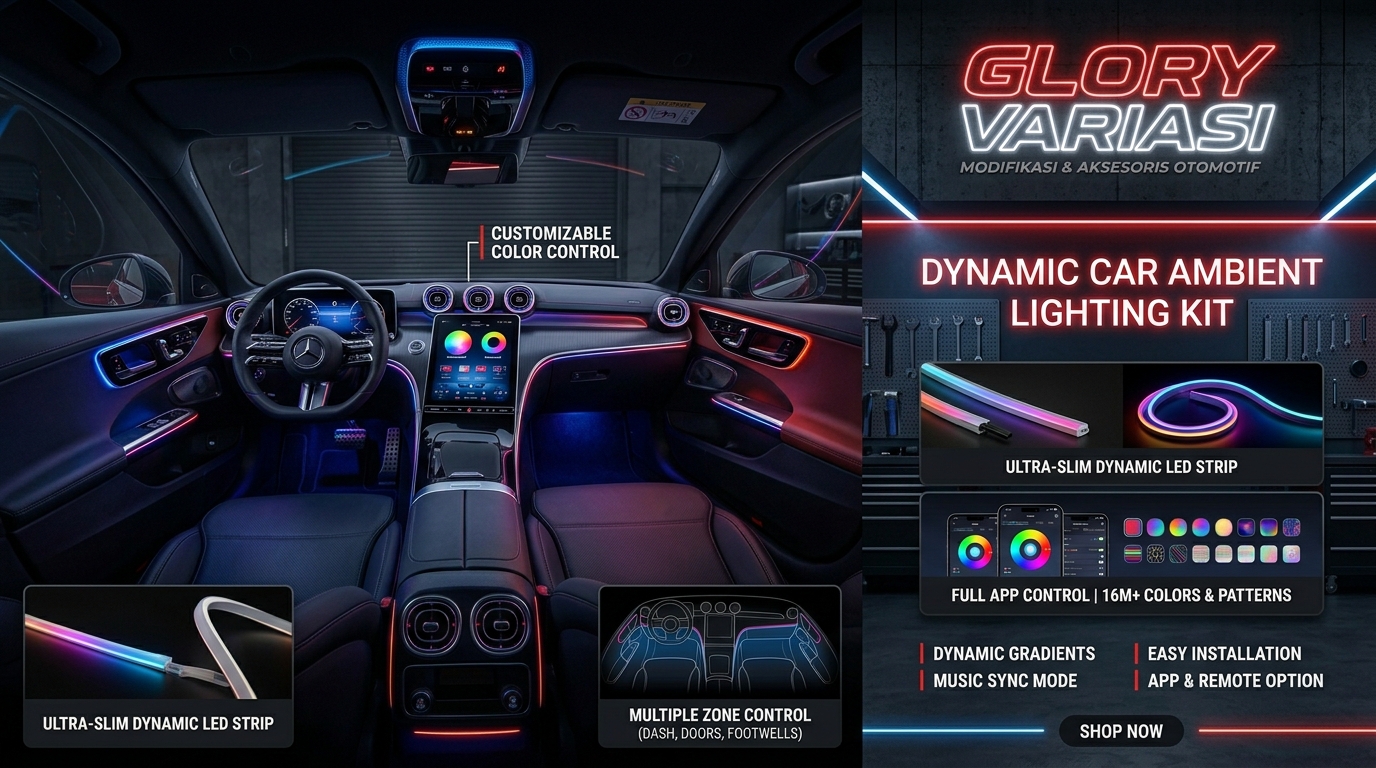 CUSTOMIZABLE
COLOR CONTROL
ULTRA-SLIM DYNAMIC LED STRIP
MULTIPLE ZONE CONTROL
(DASH, DOORS, FOOTWELLS)
GLORY
VARIASI
MODIFIKASI & AKSESORIS OTOMOTIF
DYNAMIC CAR AMBIENT
LIGHTING KIT
ULTRA-SLIM DYNAMIC LED STRIP
FULL APP CONTROL | 16M+ COLORS & PATTERNS
DYNAMIC GRADIENTS
MUSIC SYNC MODE
EASY INSTALLATION
APP & REMOTE OPTION
SHOP NOW